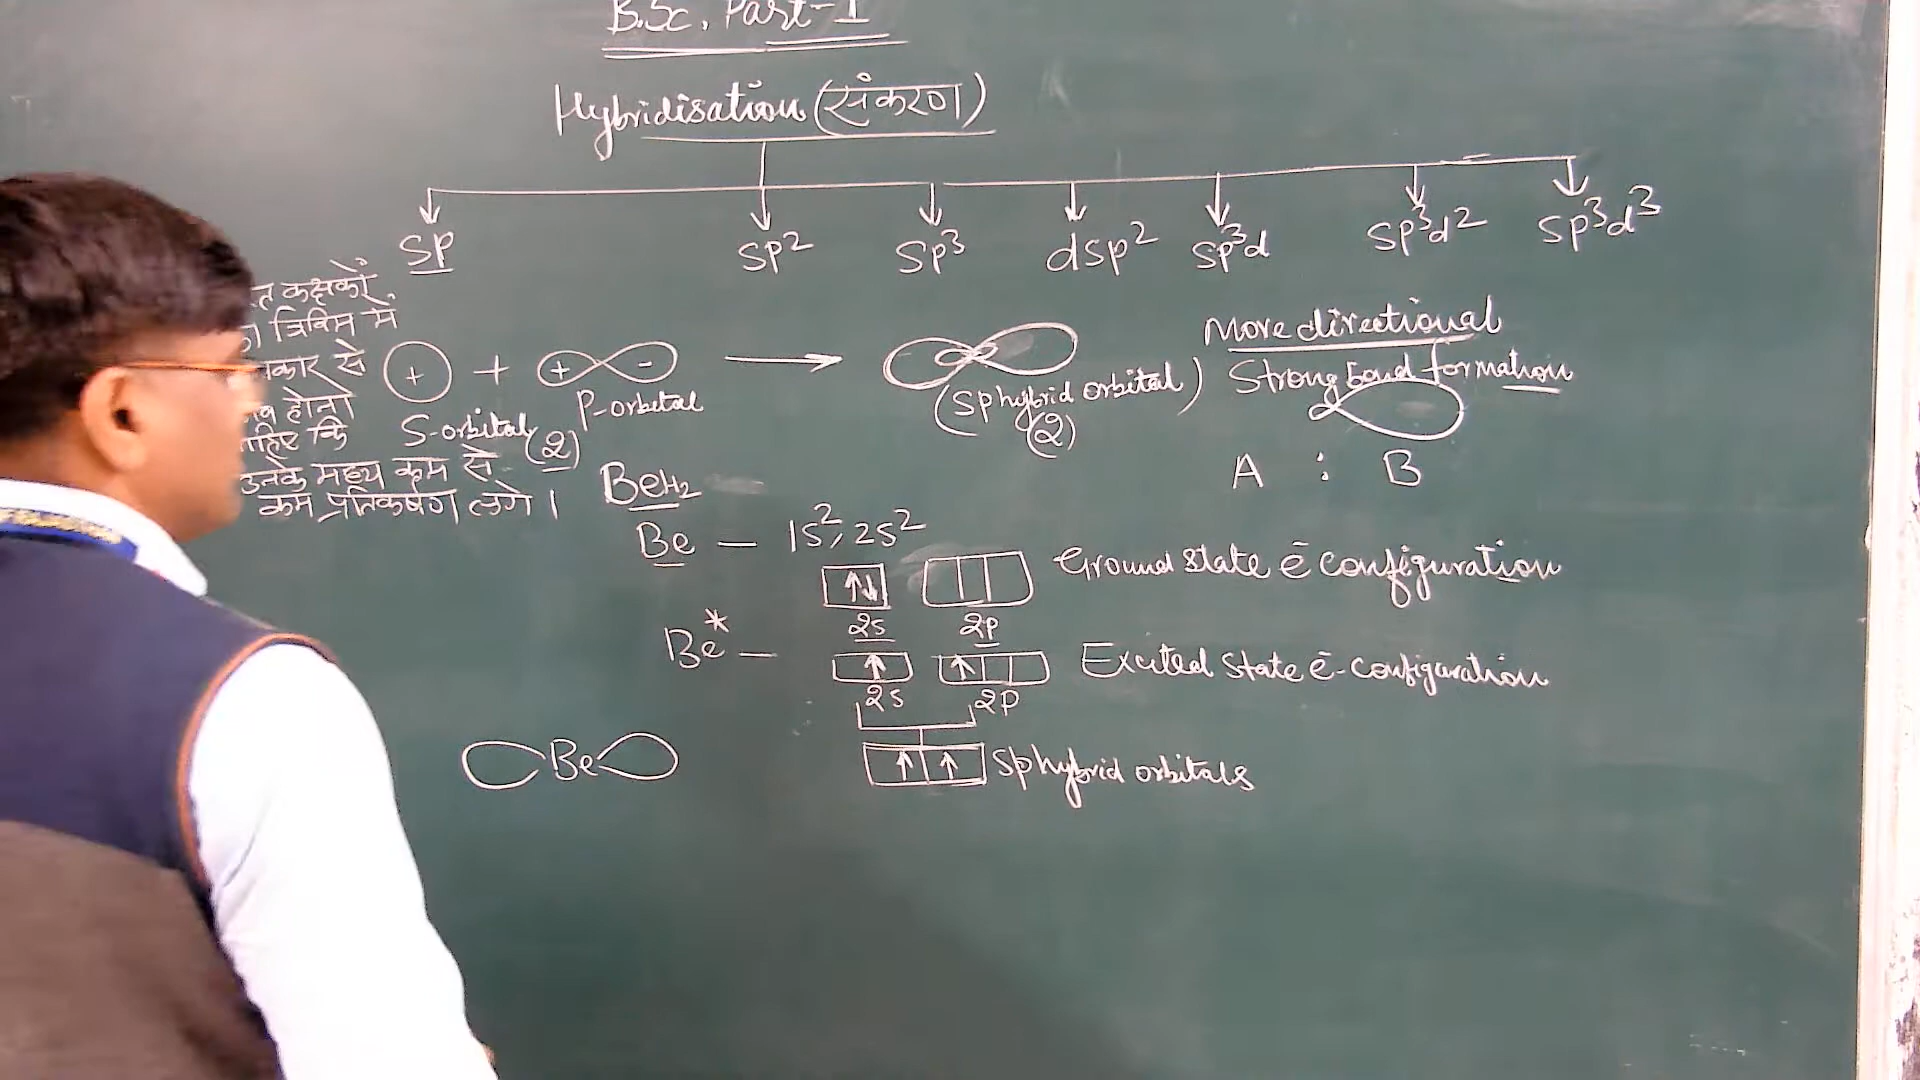 B.Sc. Part-I
Hybridisation (संकरण)
sp sp² sp³ dsp² sp³d sp³d² sp³d³
कक्षकों
त्रिविम में
से
होना
कि
उनके मध्य कम से
कम प्रतिकर्षण लगे।
+ + + - →
S-orbital (2) P-orbital
(Sp hybrid orbital)
(2)
More directional
Strong bond formation
A : B
BeH₂
Be — 1s², 2s²
↑↓ Ground State ē configuration
2s 2p
Be* — ↑ ↑ Excited State ē-configuration
2s 2p
Be ↑ ↑ Sp hybrid orbitals